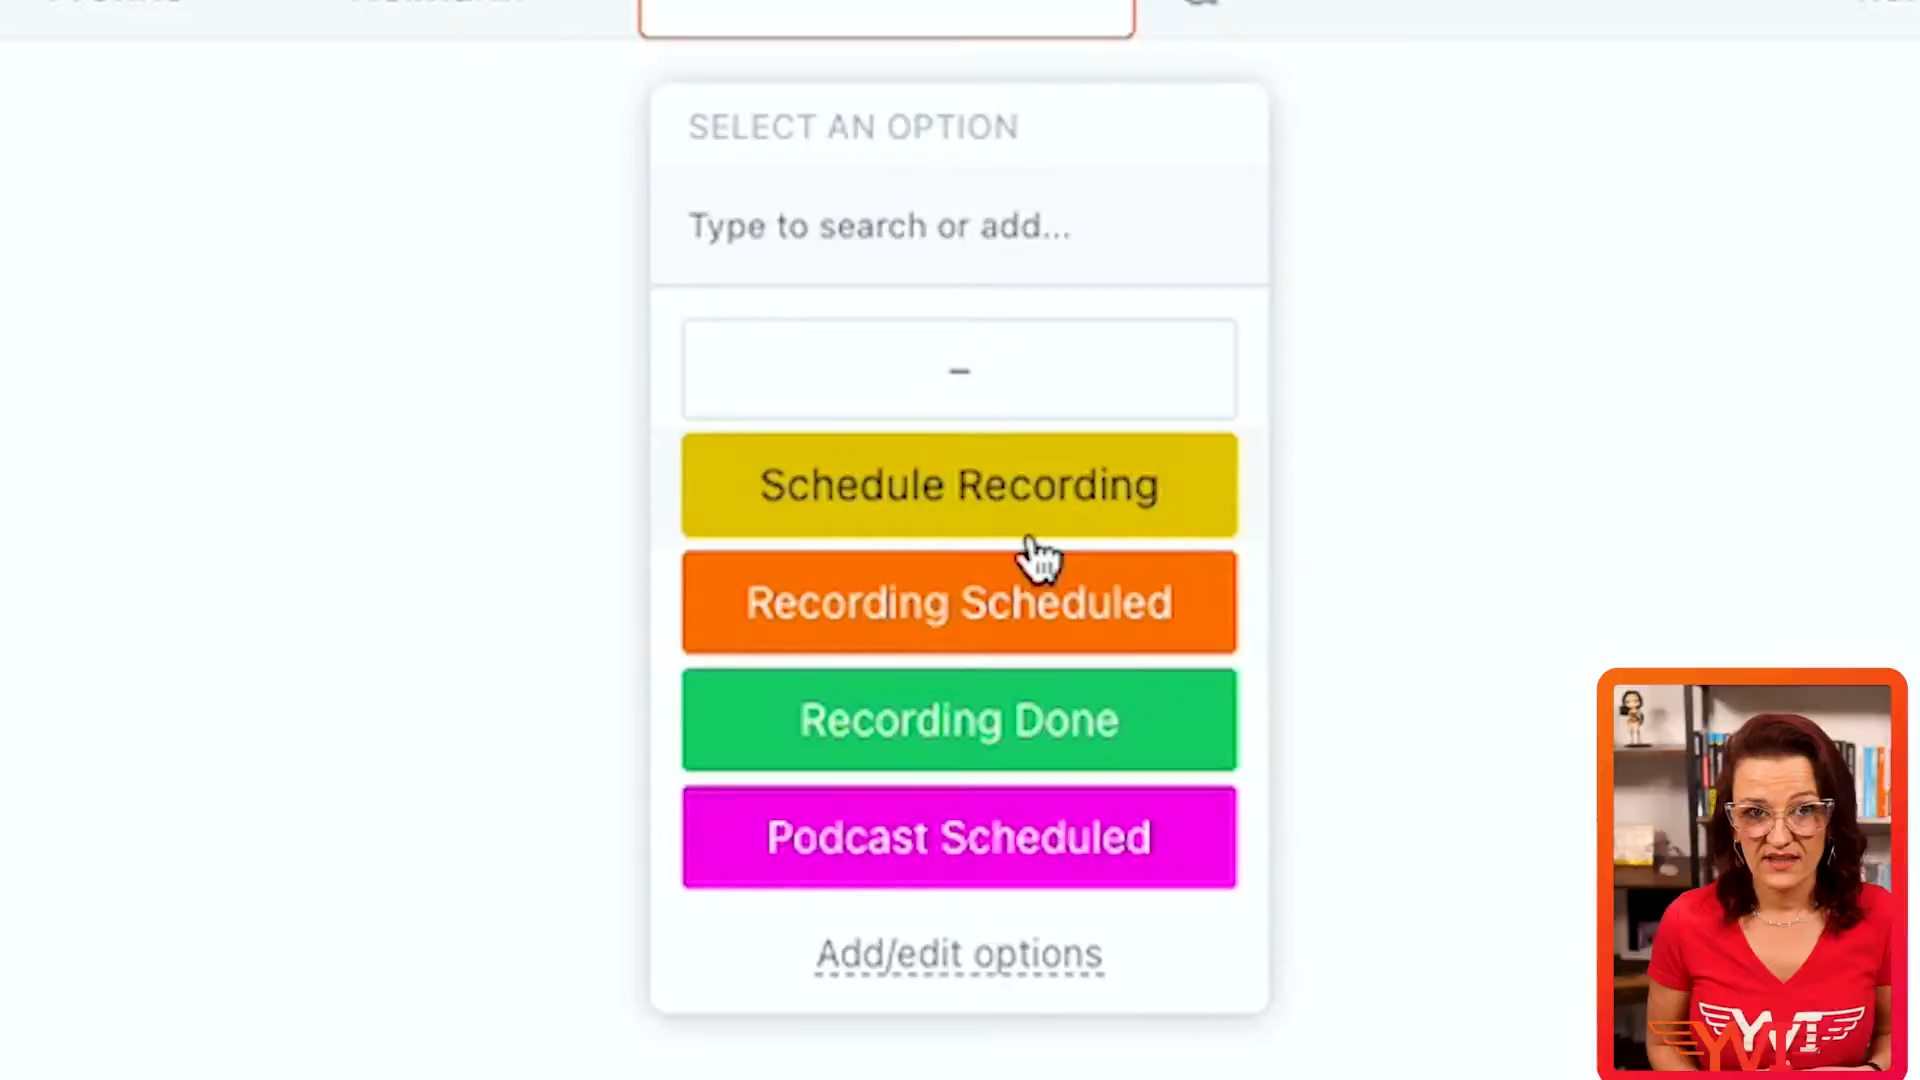 SELECT AN OPTION
Type to search or add...
–
Schedule Recording
Recording Scheduled
Recording Done
Podcast Scheduled
Add/edit options
YVI